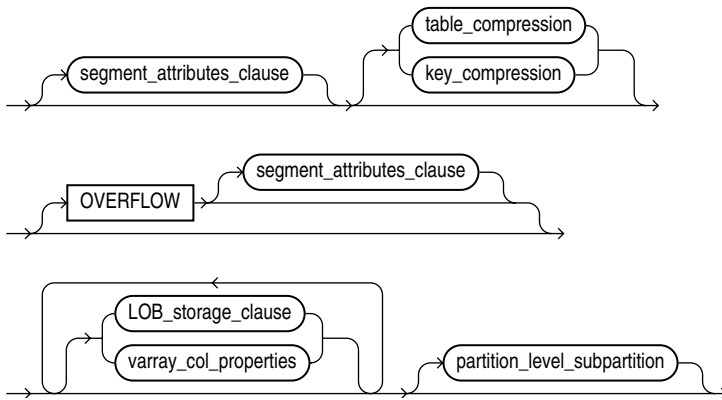 table_compression
segment_attributes_clause
key_compression
segment_attributes_clause
OVERFLOW
LOB_storage_clause
varray_col_properties
partition_level_subpartition